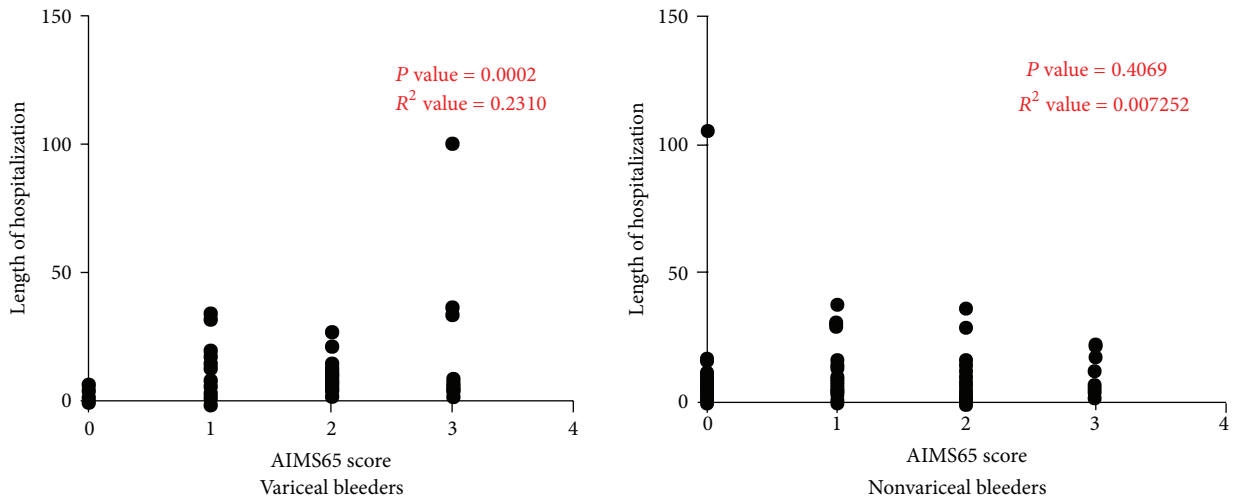 150
100
50
0
Length of hospitalization
P value = 0.0002
R² value = 0.2310
0 1 2 3 4
AIMS65 score
Variceal bleeders
150
100
50
0
Length of hospitalization
P value = 0.4069
R² value = 0.007252
0 1 2 3 4
AIMS65 score
Nonvariceal bleeders